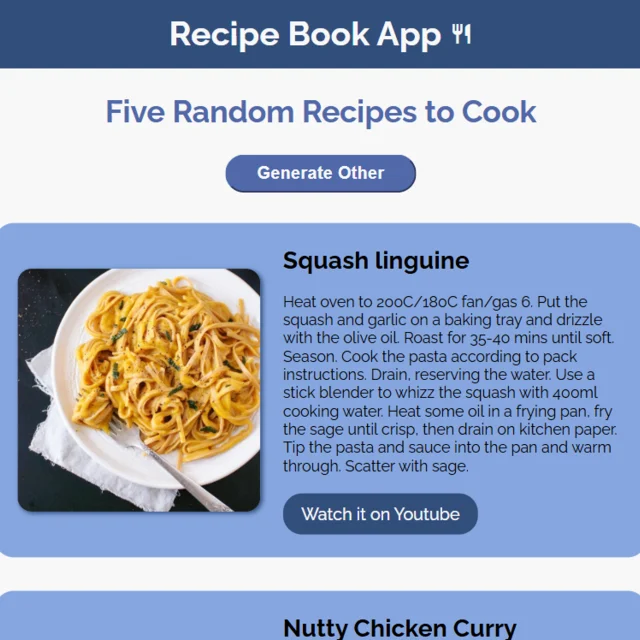 Recipe Book App
Five Random Recipes to Cook
Generate Other
Squash linguine
Heat oven to 200C/180C fan/gas 6. Put the
squash and garlic on a baking tray and drizzle
with the olive oil. Roast for 35-40 mins until soft.
Season. Cook the pasta according to pack
instructions. Drain, reserving the water. Use a
stick blender to whizz the squash with 400ml
cooking water. Heat some oil in a frying pan, fry
the sage until crisp, then drain on kitchen paper.
Tip the pasta and sauce into the pan and warm
through. Scatter with sage.
Watch it on Youtube
Nutty Chicken Curry